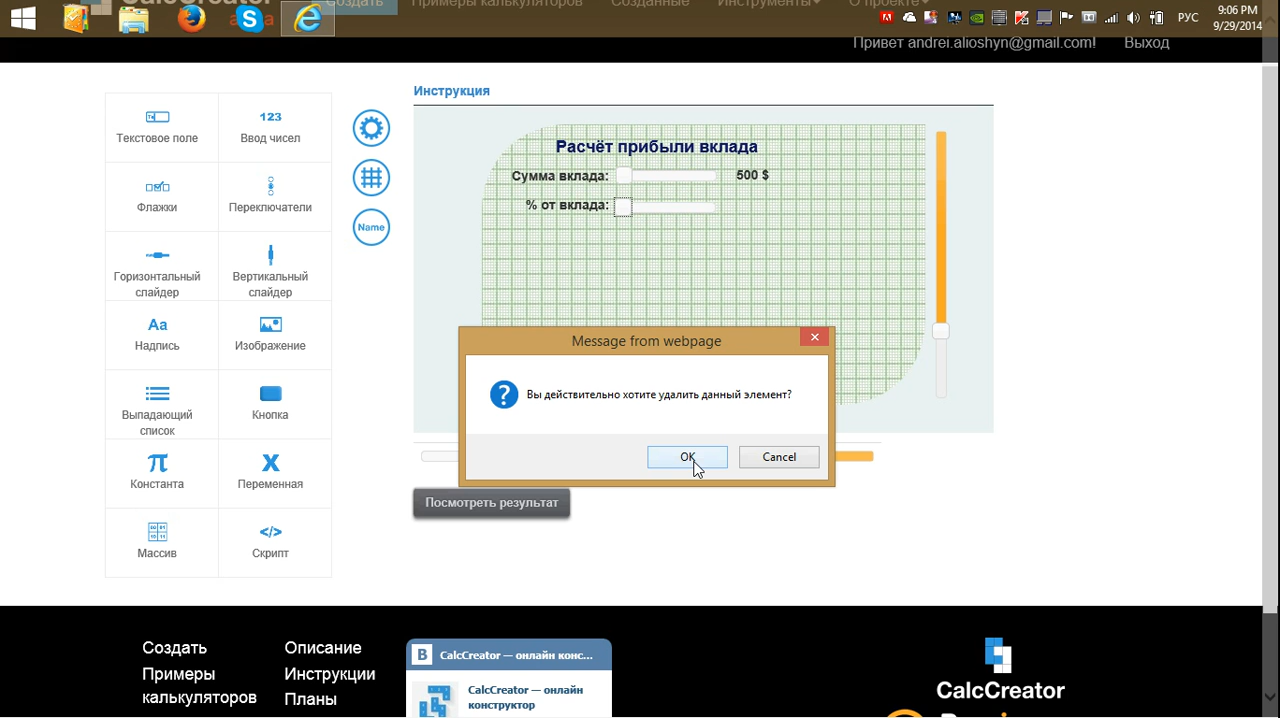 CalcCreator
Создать
Примеры калькуляторов
Созданные
Инструменты
О проекте
РУС
9:06 PM
9/29/2014
Привет andrei.alioshyn@gmail.com!
Выход
Текстовое поле
123
Ввод чисел
Флажки
Переключатели
Горизонтальный
слайдер
Вертикальный
слайдер
Aa
Надпись
Изображение
Выпадающий
список
Кнопка
π
Константа
X
Переменная
Массив
</>
Скрипт
Name
Инструкция
Расчёт прибыли вклада
Сумма вклада:
500 $
% от вклада:
Message from webpage
Вы действительно хотите удалить данный элемент?
OK
Cancel
Посмотреть результат
Создать
Примеры
калькуляторов
Описание
Инструкции
Планы
B CalcCreator — онлайн конс...
CalcCreator — онлайн
конструктор
CalcCreator